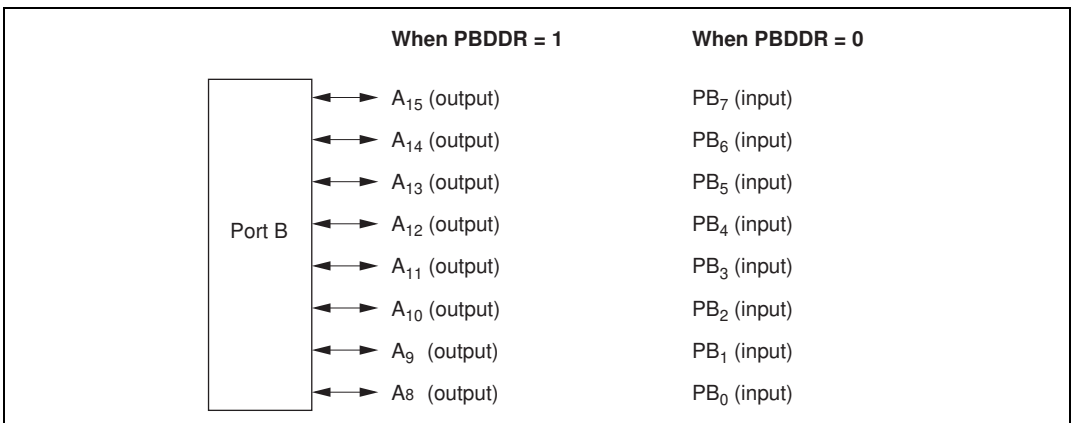 When PBDDR = 1 When PBDDR = 0
A15 (output) PB7 (input)
A14 (output) PB6 (input)
A13 (output) PB5 (input)
Port B A12 (output) PB4 (input)
A11 (output) PB3 (input)
A10 (output) PB2 (input)
A9 (output) PB1 (input)
A8 (output) PB0 (input)